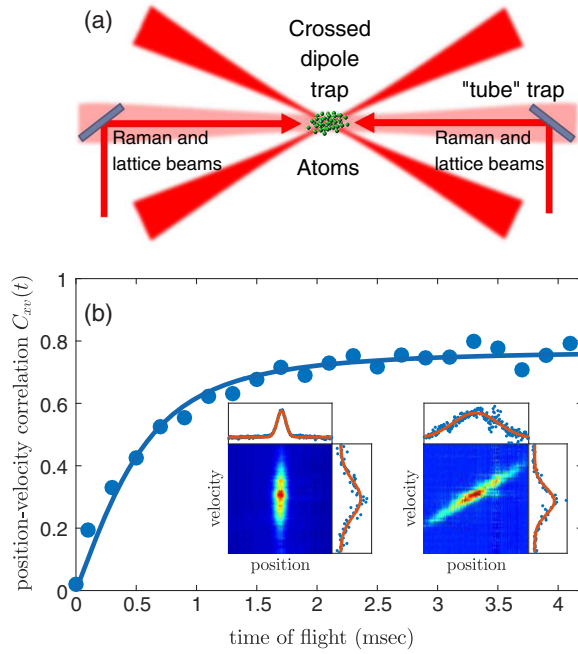 (a)
Crossed
dipole
trap
"tube" trap
Raman and
lattice beams
Raman and
lattice beams
Atoms
(b)
position-velocity correlation C_{xv}(t)
1
0.8
0.6
0.4
0.2
0
velocity
position
velocity
position
0 0.5 1 1.5 2 2.5 3 3.5 4
time of flight (msec)